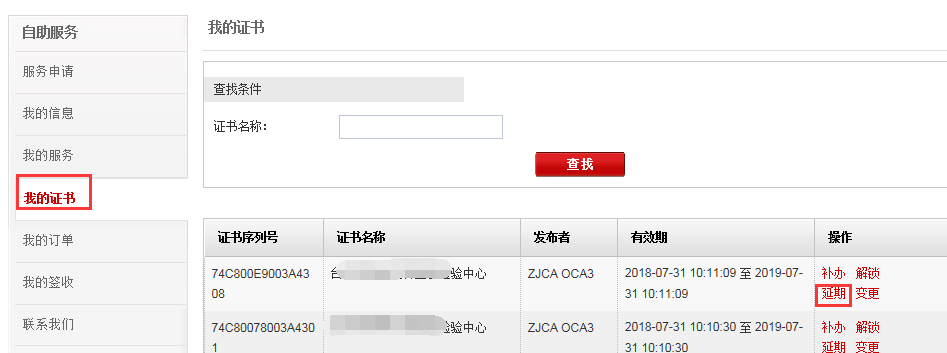 自助服务
服务申请
我的信息
我的服务
我的证书
我的订单
我的签收
联系我们
我的证书
查找条件
证书名称：
查找
证书序列号 证书名称 发布者 有效期 操作
74C800E9003A43 台 验中心 ZJCA OCA3 2018-07-31 10:11:09 至 2019-07- 补办 解锁
08 31 10:11:09 延期 变更
74C80078003A4301 验中心 ZJCA OCA3 2018-07-31 10:10:30 至 2019-07- 补办 解锁
1 31 10:10:30 延期 变更